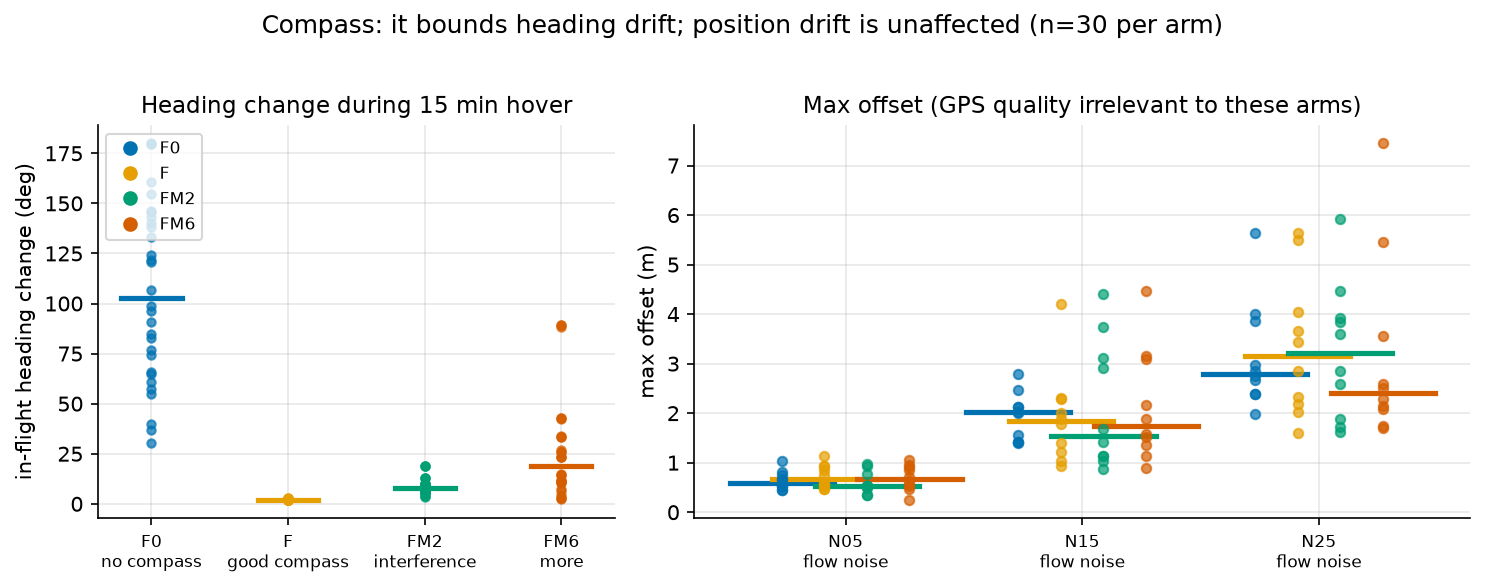 Compass: it bounds heading drift; position drift is unaffected (n=30 per arm)
Heading change during 15 min hover
in-flight heading change (deg)
175
150
125
100
75
50
25
0
F0
F
FM2
FM6
F0
no compass
F
good compass
FM2
interference
FM6
more
Max offset (GPS quality irrelevant to these arms)
max offset (m)
7
6
5
4
3
2
1
0
N05
flow noise
N15
flow noise
N25
flow noise